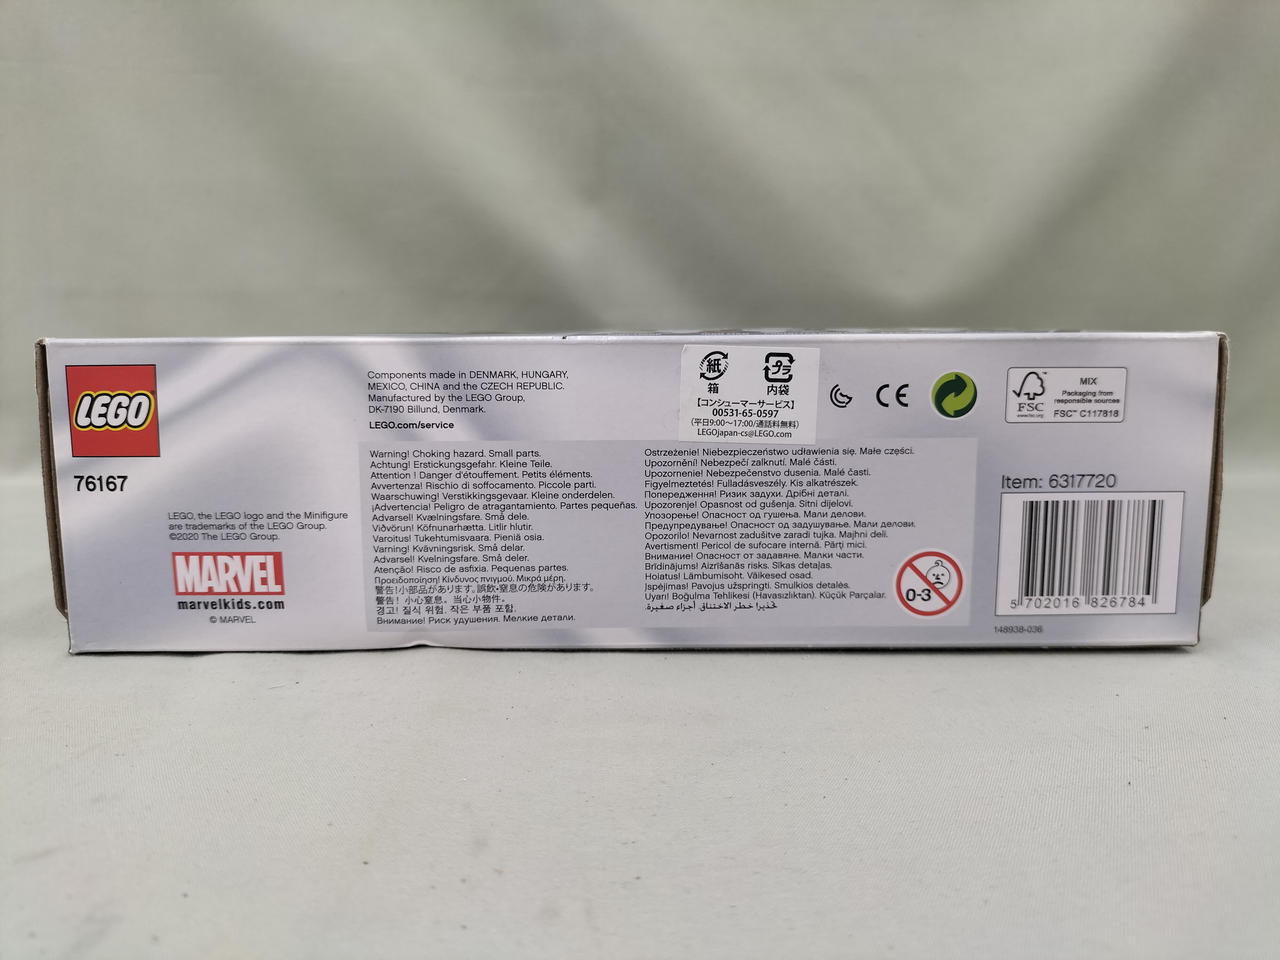 LEGO
76167
LEGO, the LEGO logo and the Minifigure
are trademarks of the LEGO Group.
©2020 The LEGO Group.
MARVEL
marvelkids.com
© MARVEL
Components made in DENMARK, HUNGARY,
MEXICO, CHINA and the CZECH REPUBLIC.
Manufactured by the LEGO Group,
DK-7190 Billund, Denmark.
LEGO.com/service
Warning! Choking hazard. Small parts.
Achtung! Erstickungsgefahr. Kleine Teile.
Attention ! Danger d'étouffement. Petits éléments.
Avvertenza! Rischio di soffocamento. Piccole parti.
Waarschuwing! Verstikkingsgevaar. Kleine onderdelen.
¡Advertencia! Peligro de atragantamiento. Partes pequeñas.
Advarsel! Kvælningsfare. Små dele.
Viðvörun! Köfnunarhætta. Litlir hlutir.
Varoitus! Tukehtumisvaara. Pieniä osia.
Varning! Kvävningsrisk. Små delar.
Advarsel! Kvelningsfare. Små deler.
Atenção! Risco de asfixia. Pequenas partes.
Προειδοποίηση! Κίνδυνος πνιγμού. Μικρά μέρη.
警告!小部品があります。誤飲・窒息の危険があります。
警告！小心窒息。当心小物件。
경고! 질식 위험. 작은 부품 포함.
Внимание! Риск удушения. Мелкие детали.
紙
箱
プラ
内袋
【コンシューマーサービス】
00531-65-0597
(平日9:00〜17:00/通話料無料)
LEGOjapan-cs@LEGO.com
Ostrzeżenie! Niebezpieczeństwo udławienia się. Małe części.
Upozornění! Nebezpečí zalknutí. Malé části.
Upozornenie! Nebezpečenstvo dusenia. Malé časti.
Figyelmeztetés! Fulladásveszély. Kis alkatrészek.
Попередження! Ризик задухи. Дрібні деталі.
Upozorenje! Opasnost od gušenja. Sitni dijelovi.
Упозорење! Опасност од гушења. Мали делови.
Предупредување! Опасност од задушување. Мали делови.
Opozorilo! Nevarnost zadušitve zaradi tujka. Majhni deli.
Avertisment! Pericol de sufocare internă. Părţi mici.
Внимание! Опасност от задавяне. Малки части.
Brīdinājums! Aizrīšanās risks. Sīkas detaļas.
Hoiatus! Lämbumisoht. Väikesed osad.
Įspėjimas! Pavojus užspringti. Smulkios detalės.
Uyarı! Boğulma Tehlikesi (Havasızlıktan). Küçük Parçalar.
تحذير! خطر الاختناق. أجزاء صغيرة.
0-3
CE
FSC
www.fsc.org
MIX
Packaging from
responsible sources
FSC™ C117818
Item: 6317720
5 702016 826784
148938-036